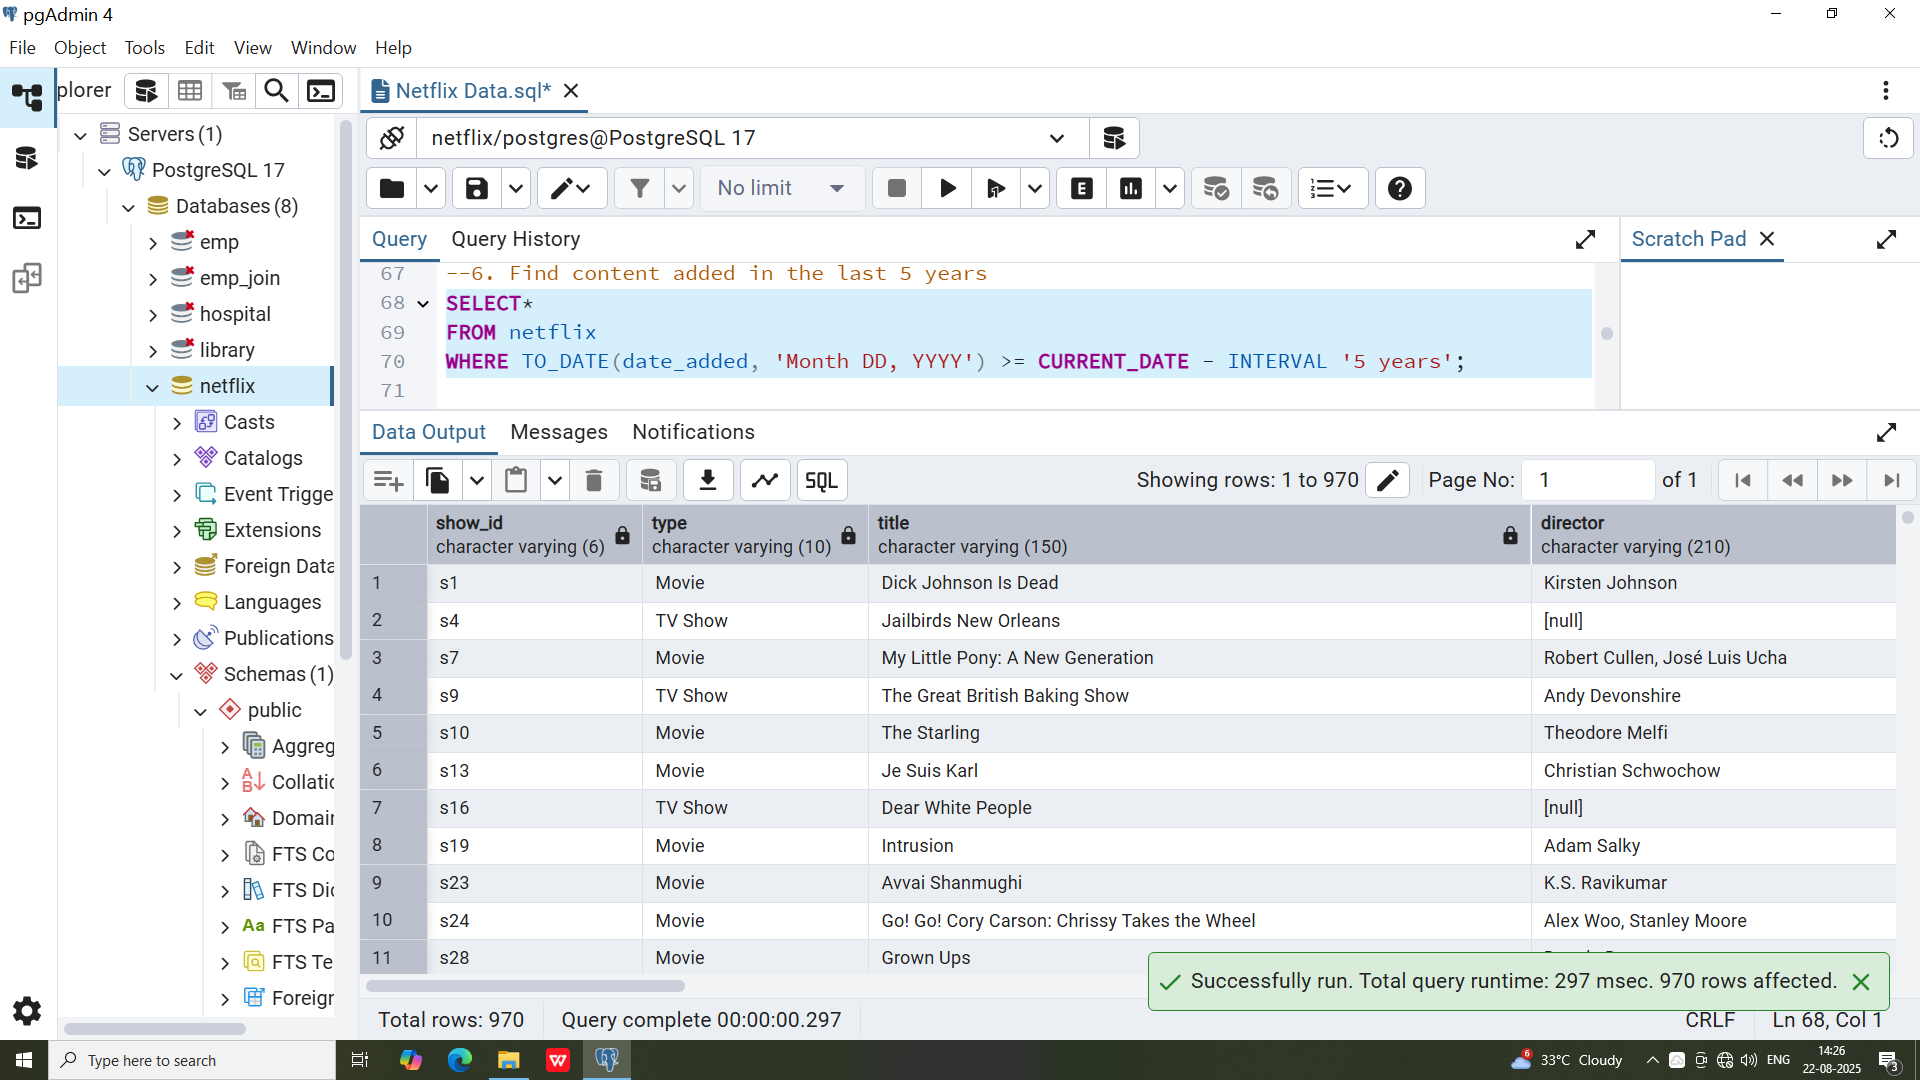 pgAdmin 4
File Object Tools Edit View Window Help
plorer
Netflix Data.sql*
Servers (1)
PostgreSQL 17
Databases (8)
emp
emp_join
hospital
library
netflix
Casts
Catalogs
Event Trigge
Extensions
Foreign Data
Languages
Publications
Schemas (1)
public
Aggreg
Collatio
Domain
FTS Co
FTS Dic
Aa FTS Pa
FTS Te
Foreign
netflix/postgres@PostgreSQL 17
No limit
Query Query History
Scratch Pad
67 --6. Find content added in the last 5 years
68 SELECT*
69 FROM netflix
70 WHERE TO_DATE(date_added, 'Month DD, YYYY') >= CURRENT_DATE - INTERVAL '5 years';
71
Data Output Messages Notifications
SQL Showing rows: 1 to 970 Page No: 1 of 1
show_id type title director
character varying (6) character varying (10) character varying (150) character varying (210)
1 s1 Movie Dick Johnson Is Dead Kirsten Johnson
2 s4 TV Show Jailbirds New Orleans [null]
3 s7 Movie My Little Pony: A New Generation Robert Cullen, José Luis Ucha
4 s9 TV Show The Great British Baking Show Andy Devonshire
5 s10 Movie The Starling Theodore Melfi
6 s13 Movie Je Suis Karl Christian Schwochow
7 s16 TV Show Dear White People [null]
8 s19 Movie Intrusion Adam Salky
9 s23 Movie Avvai Shanmughi K.S. Ravikumar
10 s24 Movie Go! Go! Cory Carson: Chrissy Takes the Wheel Alex Woo, Stanley Moore
11 s28 Movie Grown Ups
Successfully run. Total query runtime: 297 msec. 970 rows affected.
Total rows: 970 Query complete 00:00:00.297 CRLF Ln 68, Col 1
Type here to search
6 33°C Cloudy ENG
14:26
22-08-2025
3